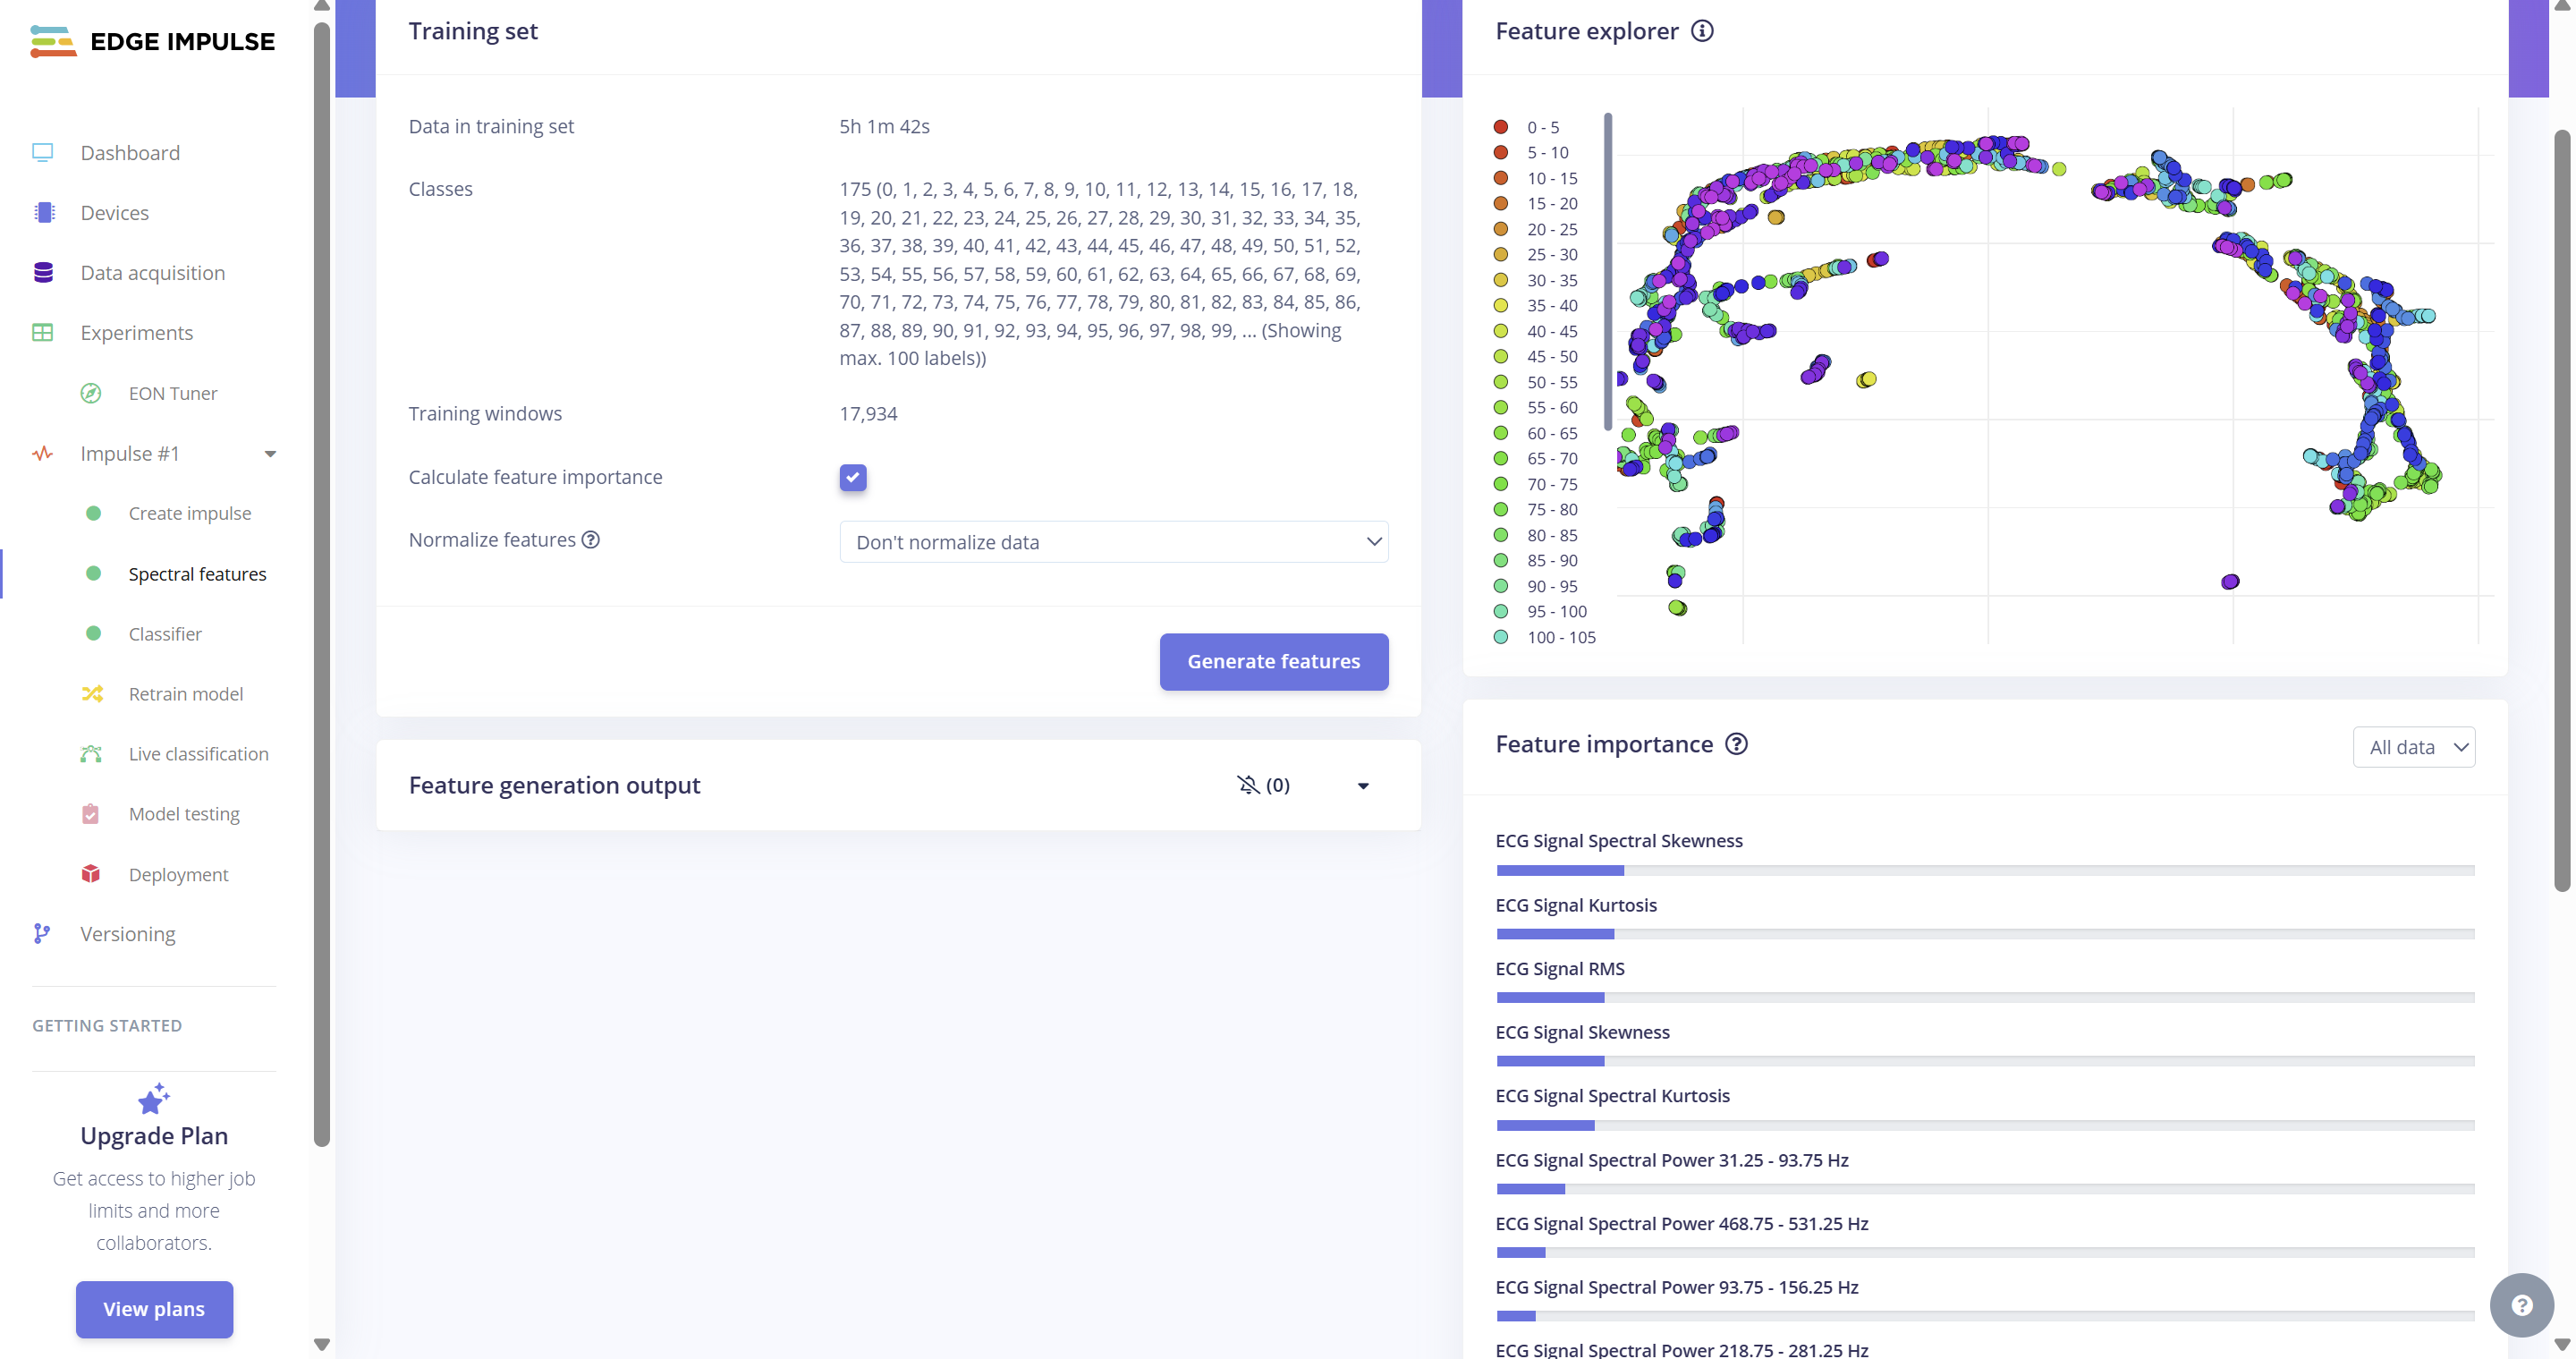 EDGE IMPULSE
Dashboard
Devices
Data acquisition
Experiments
EON Tuner
Impulse #1
Create impulse
Spectral features
Classifier
Retrain model
Live classification
Model testing
Deployment
Versioning
GETTING STARTED
Upgrade Plan
Get access to higher job
limits and more
collaborators.
View plans
Training set
Data in training set
5h 1m 42s
Classes
175 (0, 1, 2, 3, 4, 5, 6, 7, 8, 9, 10, 11, 12, 13, 14, 15, 16, 17, 18,
19, 20, 21, 22, 23, 24, 25, 26, 27, 28, 29, 30, 31, 32, 33, 34, 35,
36, 37, 38, 39, 40, 41, 42, 43, 44, 45, 46, 47, 48, 49, 50, 51, 52,
53, 54, 55, 56, 57, 58, 59, 60, 61, 62, 63, 64, 65, 66, 67, 68, 69,
70, 71, 72, 73, 74, 75, 76, 77, 78, 79, 80, 81, 82, 83, 84, 85, 86,
87, 88, 89, 90, 91, 92, 93, 94, 95, 96, 97, 98, 99, ... (Showing
max. 100 labels))
Training windows
17,934
Calculate feature importance
Normalize features
Don't normalize data
Generate features
Feature generation output
(0)
Feature explorer
0 - 5
5 - 10
10 - 15
15 - 20
20 - 25
25 - 30
30 - 35
35 - 40
40 - 45
45 - 50
50 - 55
55 - 60
60 - 65
65 - 70
70 - 75
75 - 80
80 - 85
85 - 90
90 - 95
95 - 100
100 - 105
Feature importance
All data
ECG Signal Spectral Skewness
ECG Signal Kurtosis
ECG Signal RMS
ECG Signal Skewness
ECG Signal Spectral Kurtosis
ECG Signal Spectral Power 31.25 - 93.75 Hz
ECG Signal Spectral Power 468.75 - 531.25 Hz
ECG Signal Spectral Power 93.75 - 156.25 Hz
ECG Signal Spectral Power 218.75 - 281.25 Hz